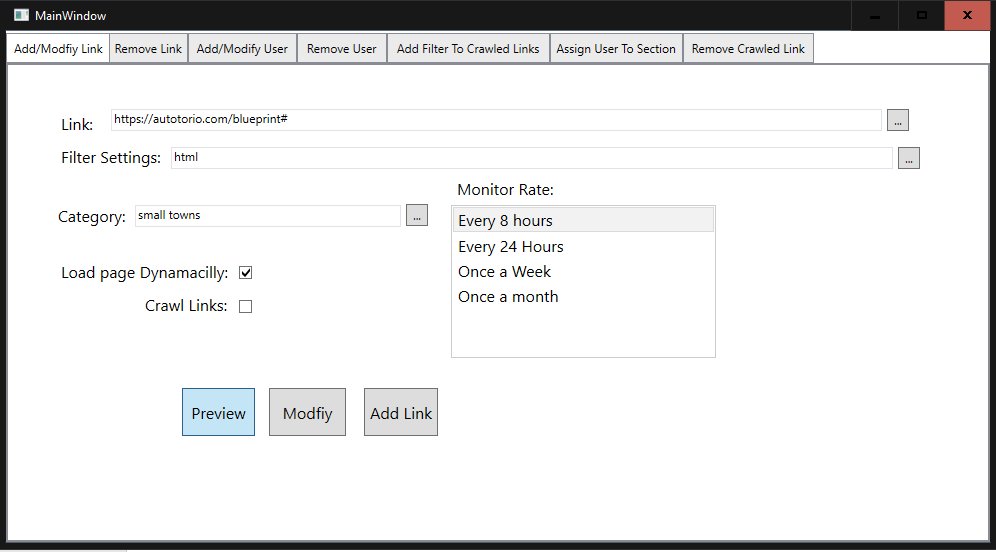 MainWindow
Add/Modfiy Link Remove Link Add/Modify User Remove User Add Filter To Crawled Links Assign User To Section Remove Crawled Link
Link: https://autotorio.com/blueprint# ...
Filter Settings: html ...
Monitor Rate:
Category: small towns ...
Every 8 hours
Every 24 Hours
Once a Week
Once a month
Load page Dynamacilly:
Crawl Links:
Preview Modfiy Add Link